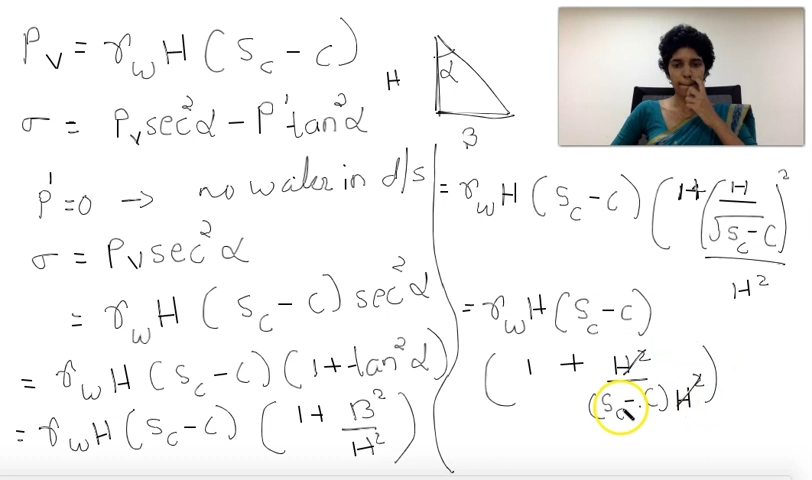 P_v = γ_w H (S_c - C)
σ = P_v sec²α - P' tan²α
P' = 0 → no water in d/s
σ = P_v sec²α
= γ_w H (S_c - C) sec²α
= γ_w H (S_c - C) (1 + tan²α)
= γ_w H (S_c - C) (1 + B²/H²)
H
α
B
= γ_w H (S_c - C) (1 + (H/√(S_c - C))²/H²
= γ_w H (S_c - C)
(1 + H²/((S_c - C) H²))